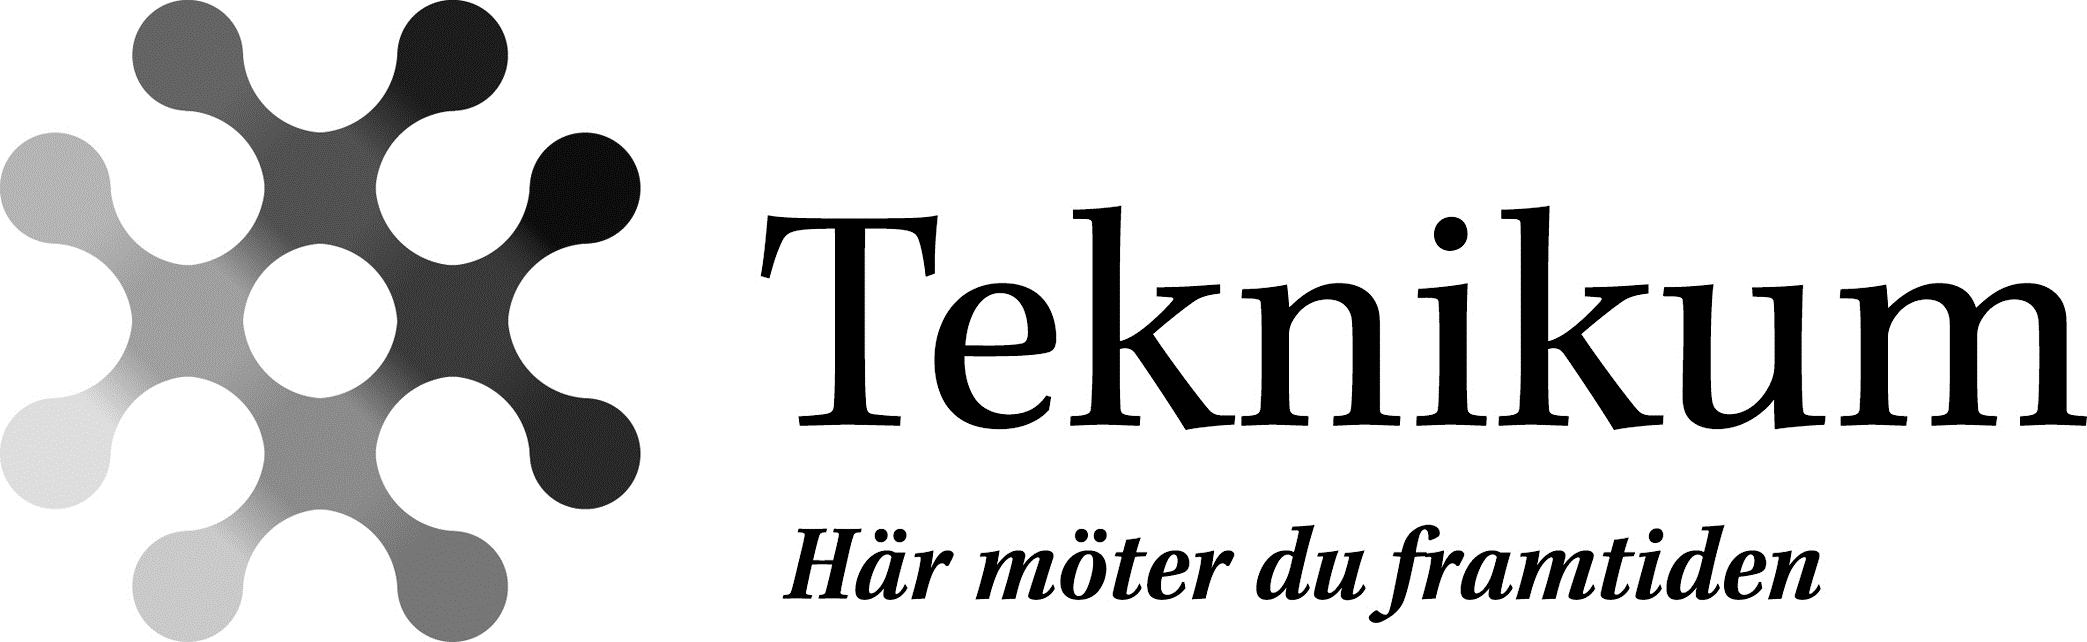 Teknikum
Här möter du framtiden